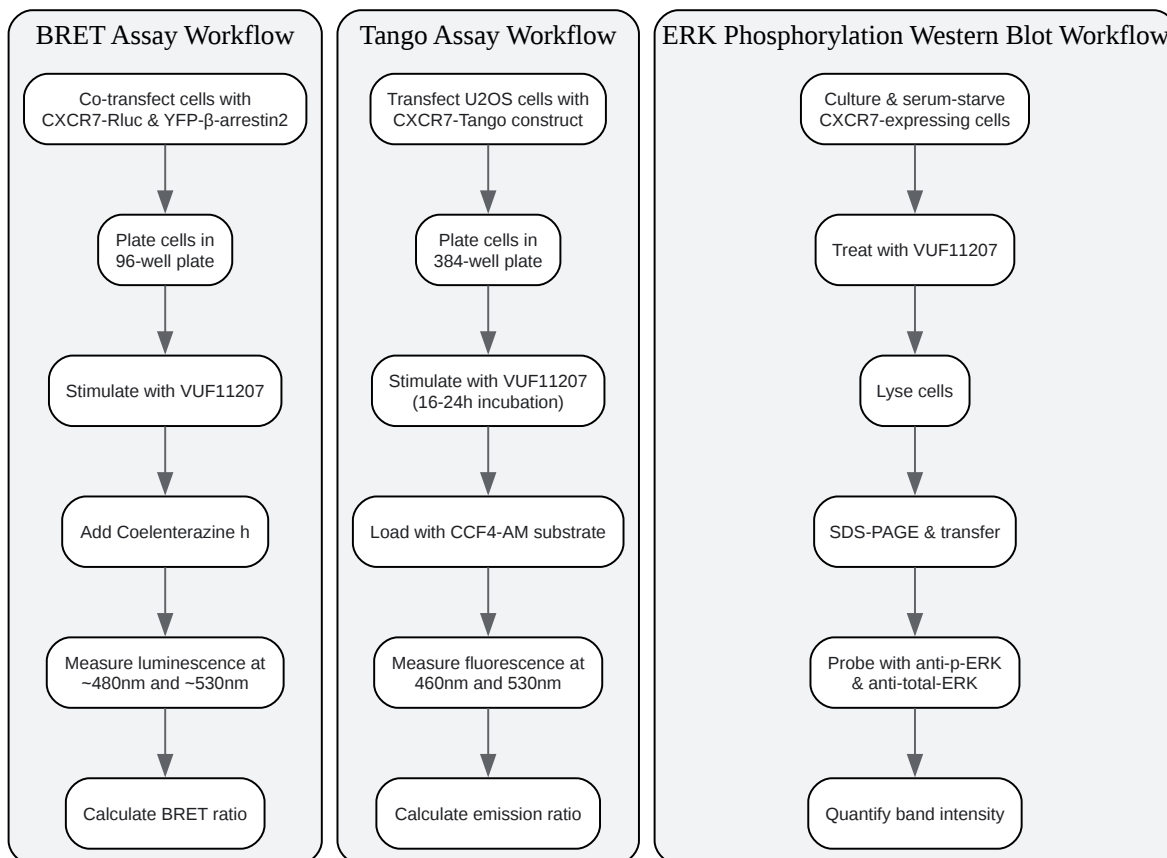 BRET Assay Workflow
Co-transfect cells with
CXCR7-Rluc & YFP-β-arrestin2
Plate cells in
96-well plate
Stimulate with VUF11207
Add Coelenterazine h
Measure luminescence at
~480nm and ~530nm
Calculate BRET ratio
Tango Assay Workflow
Transfect U2OS cells with
CXCR7-Tango construct
Plate cells in
384-well plate
Stimulate with VUF11207
(16-24h incubation)
Load with CCF4-AM substrate
Measure fluorescence at
460nm and 530nm
Calculate emission ratio
ERK Phosphorylation Western Blot Workflow
Culture & serum-starve
CXCR7-expressing cells
Treat with VUF11207
Lyse cells
SDS-PAGE & transfer
Probe with anti-p-ERK
& anti-total-ERK
Quantify band intensity